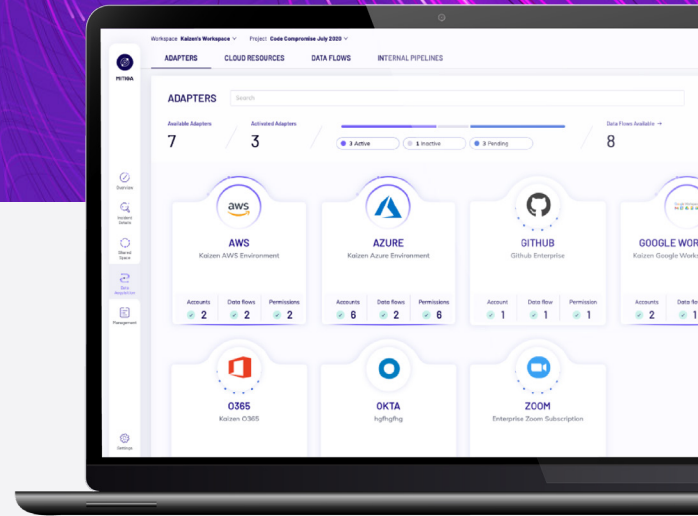 Workspace Kaizen's Workspace Project Code Compromise July 2020
MITIGA
ADAPTERS CLOUD RESOURCES DATA FLOWS INTERNAL PIPELINES
ADAPTERS Search
Available Adapters Activated Adapters Data Flows Available →
7 3 3 Active 1 Inactive 3 Pending 8
Overview
Incident Details
Shared Space
Data Acquisition
Management
Settings
aws
AWS
Kaizen AWS Environment
Accounts Data flows Permissions
2 2 2
AZURE
Kaizen Azure Environment
Accounts Data flows Permissions
6 2 6
GITHUB
Github Enterprise
Account Data flow Permission
1 1 1
GOOGLE WOR
Kaizen Google Works
Accounts Data flo
2 1
O365
Kaizen O365
OKTA
hgfhgfhg
ZOOM
Enterprise Zoom Subscription